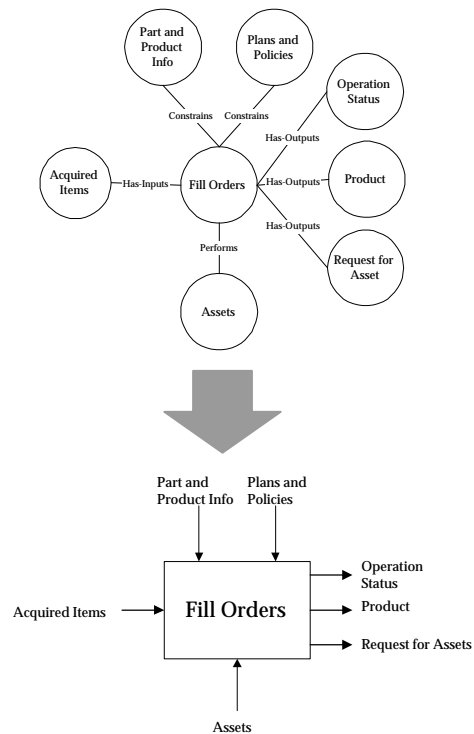 Part and
Product
Info
Plans and
Policies
Operation
Status
Constrains
Constrains
Has-Outputs
Acquired
Items
Has-Inputs
Fill Orders
Has-Outputs
Product
Has-Outputs
Performs
Request for
Asset
Assets
Part and
Product Info
Plans and
Policies
Operation
Status
Acquired Items
Fill Orders
Product
Request for Assets
Assets